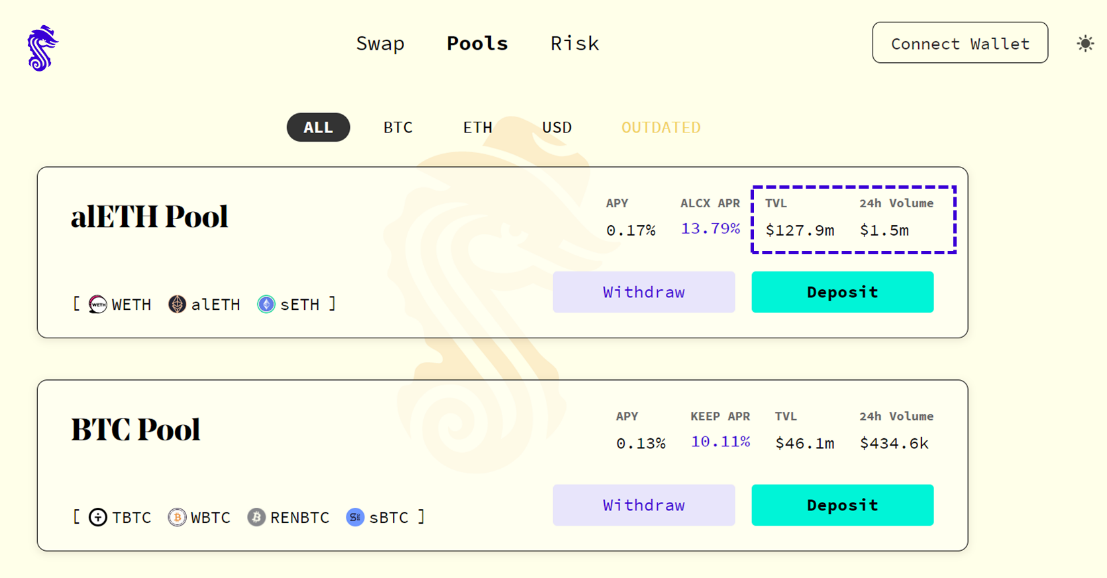 Swap Pools Risk Connect Wallet
ALL BTC ETH USD OUTDATED
alETH Pool
APY ALCX APR TVL 24h Volume
0.17% 13.79% $127.9m $1.5m
Withdraw Deposit
[ WETH alETH sETH ]
BTC Pool
APY KEEP APR TVL 24h Volume
0.13% 10.11% $46.1m $434.6k
Withdraw Deposit
[ TBTC WBTC RENBTC sBTC ]